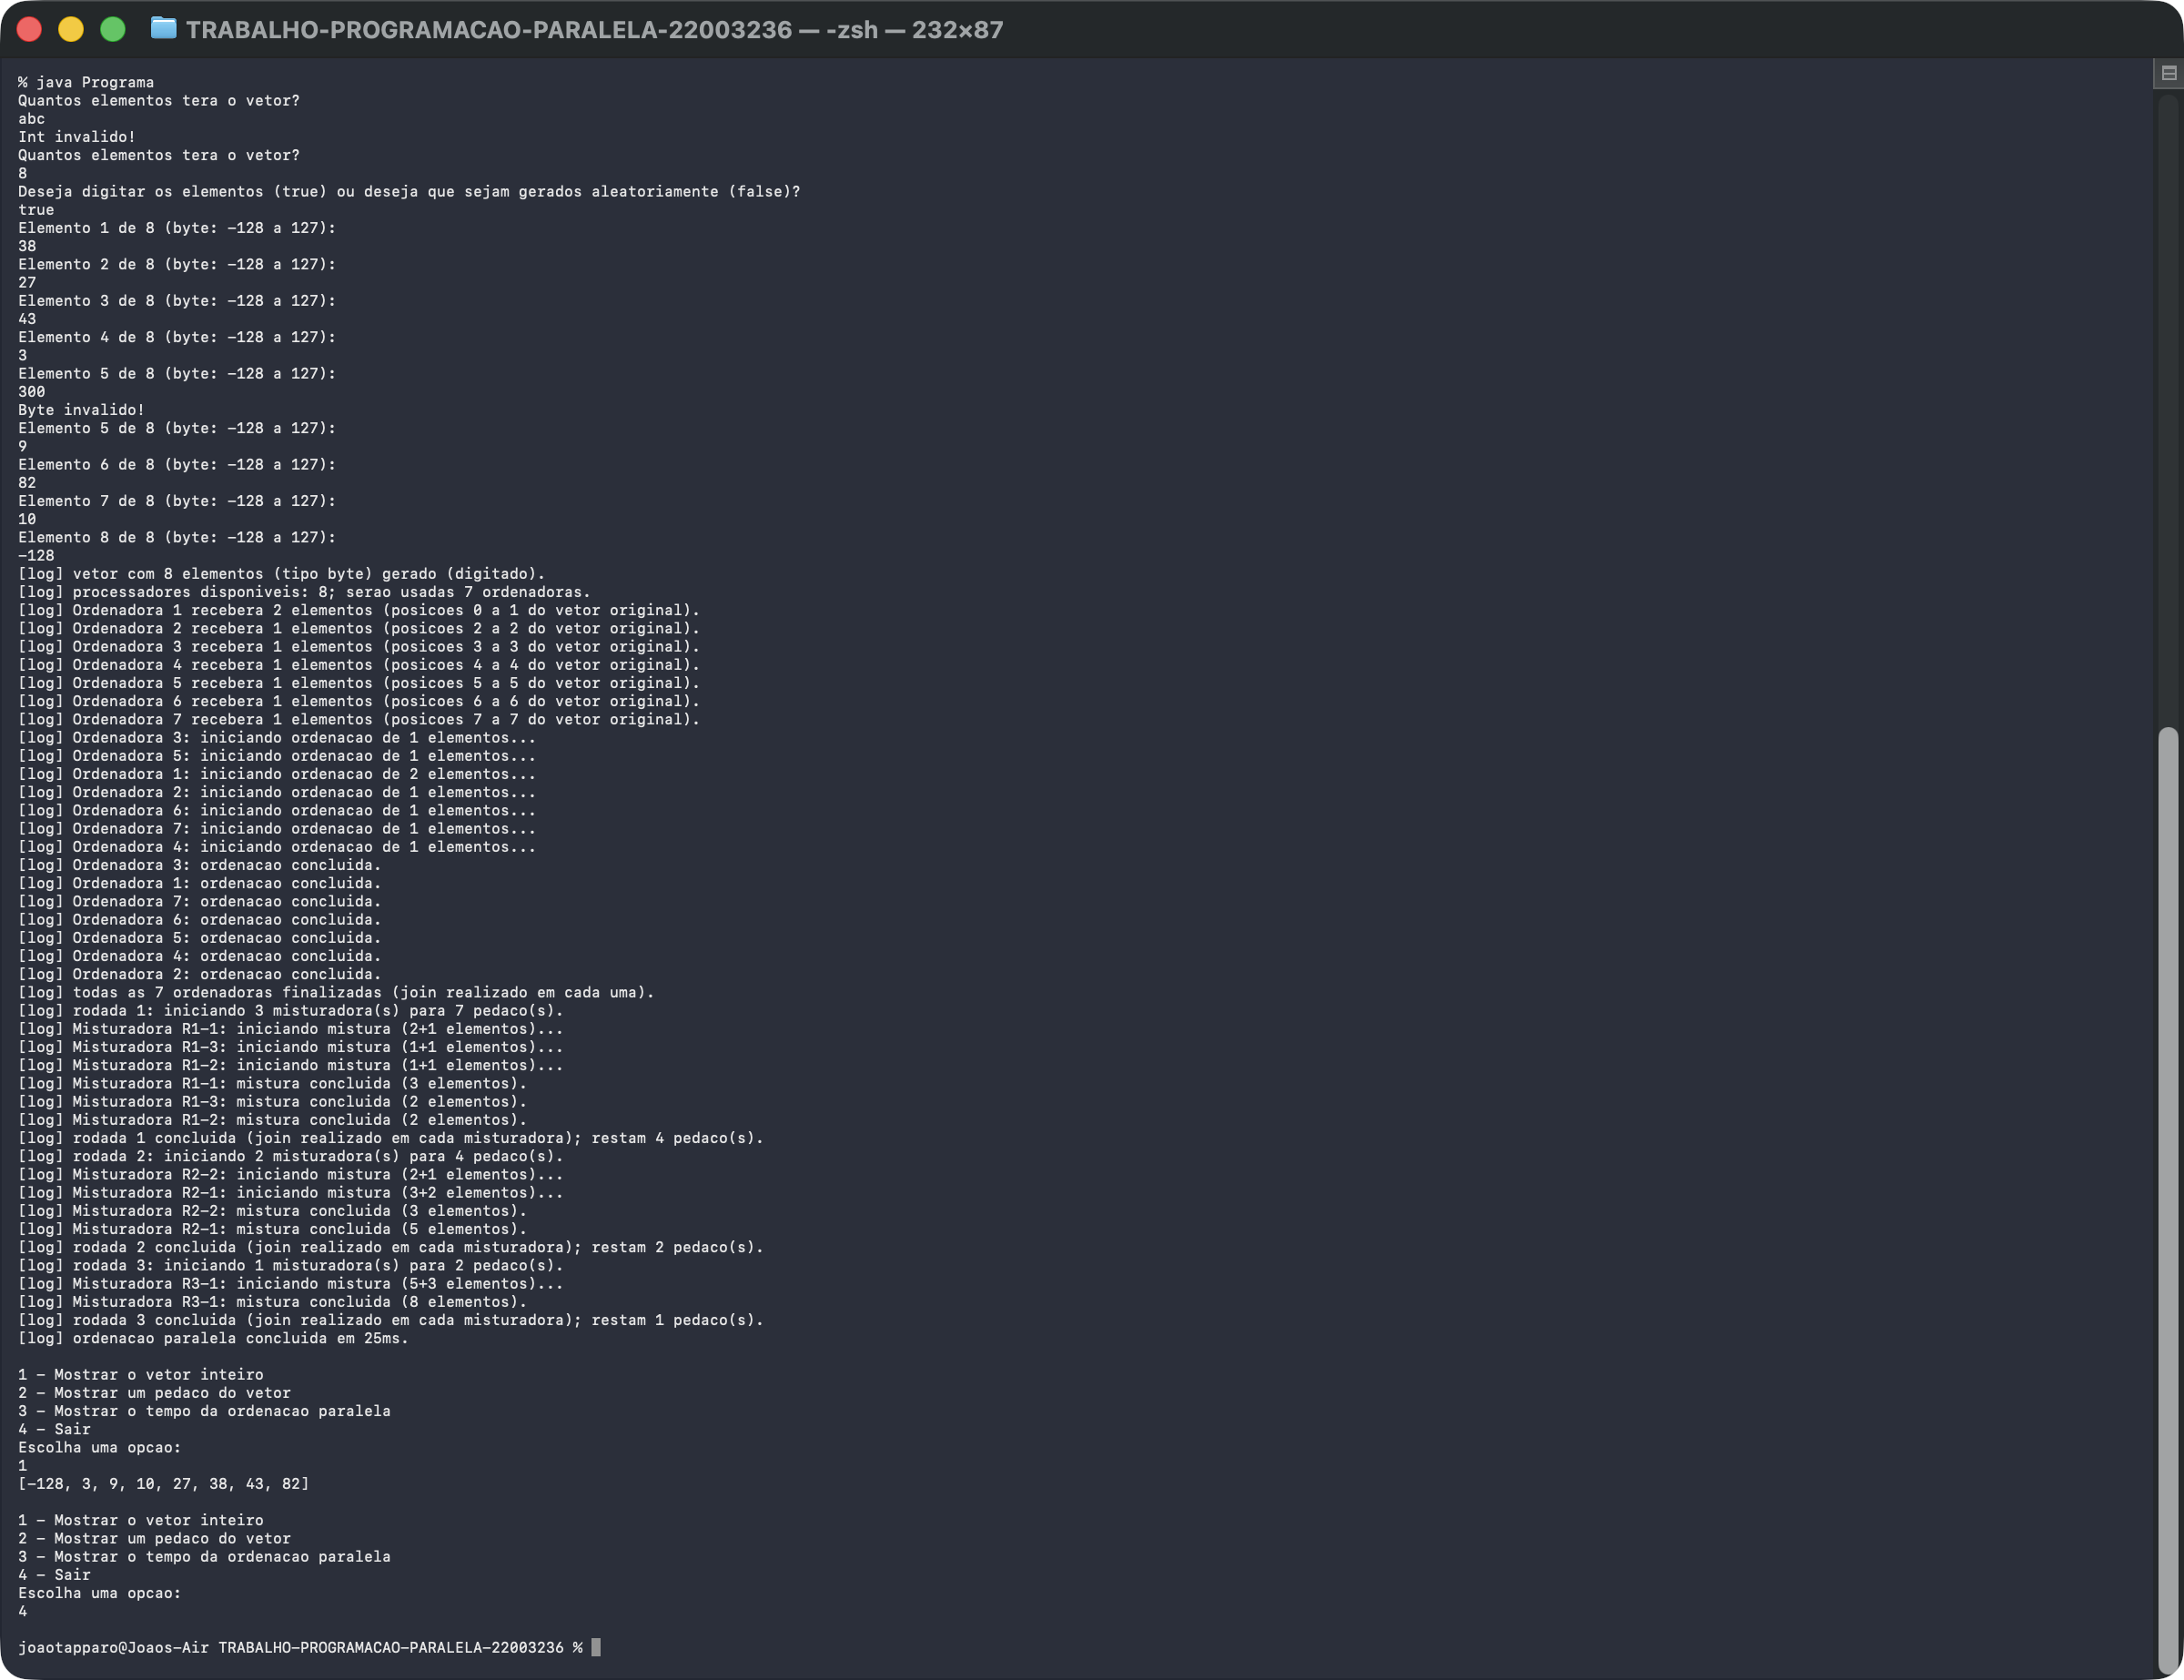 TRABALHO-PROGRAMACAO-PARALELA-22003236 — -zsh — 232×87
% java Programa
Quantos elementos tera o vetor?
abc
Int invalido!
Quantos elementos tera o vetor?
8
Deseja digitar os elementos (true) ou deseja que sejam gerados aleatoriamente (false)?
true
Elemento 1 de 8 (byte: -128 a 127):
38
Elemento 2 de 8 (byte: -128 a 127):
27
Elemento 3 de 8 (byte: -128 a 127):
43
Elemento 4 de 8 (byte: -128 a 127):
3
Elemento 5 de 8 (byte: -128 a 127):
300
Byte invalido!
Elemento 5 de 8 (byte: -128 a 127):
9
Elemento 6 de 8 (byte: -128 a 127):
82
Elemento 7 de 8 (byte: -128 a 127):
10
Elemento 8 de 8 (byte: -128 a 127):
-128
[log] vetor com 8 elementos (tipo byte) gerado (digitado).
[log] processadores disponiveis: 8; serao usadas 7 ordenadoras.
[log] Ordenadora 1 recebera 2 elementos (posicoes 0 a 1 do vetor original).
[log] Ordenadora 2 recebera 1 elementos (posicoes 2 a 2 do vetor original).
[log] Ordenadora 3 recebera 1 elementos (posicoes 3 a 3 do vetor original).
[log] Ordenadora 4 recebera 1 elementos (posicoes 4 a 4 do vetor original).
[log] Ordenadora 5 recebera 1 elementos (posicoes 5 a 5 do vetor original).
[log] Ordenadora 6 recebera 1 elementos (posicoes 6 a 6 do vetor original).
[log] Ordenadora 7 recebera 1 elementos (posicoes 7 a 7 do vetor original).
[log] Ordenadora 3: iniciando ordenacao de 1 elementos...
[log] Ordenadora 5: iniciando ordenacao de 1 elementos...
[log] Ordenadora 1: iniciando ordenacao de 2 elementos...
[log] Ordenadora 2: iniciando ordenacao de 1 elementos...
[log] Ordenadora 6: iniciando ordenacao de 1 elementos...
[log] Ordenadora 7: iniciando ordenacao de 1 elementos...
[log] Ordenadora 4: iniciando ordenacao de 1 elementos...
[log] Ordenadora 3: ordenacao concluida.
[log] Ordenadora 1: ordenacao concluida.
[log] Ordenadora 7: ordenacao concluida.
[log] Ordenadora 6: ordenacao concluida.
[log] Ordenadora 5: ordenacao concluida.
[log] Ordenadora 4: ordenacao concluida.
[log] Ordenadora 2: ordenacao concluida.
[log] todas as 7 ordenadoras finalizadas (join realizado em cada uma).
[log] rodada 1: iniciando 3 misturadora(s) para 7 pedaco(s).
[log] Misturadora R1-1: iniciando mistura (2+1 elementos)...
[log] Misturadora R1-3: iniciando mistura (1+1 elementos)...
[log] Misturadora R1-2: iniciando mistura (1+1 elementos)...
[log] Misturadora R1-1: mistura concluida (3 elementos).
[log] Misturadora R1-3: mistura concluida (2 elementos).
[log] Misturadora R1-2: mistura concluida (2 elementos).
[log] rodada 1 concluida (join realizado em cada misturadora); restam 4 pedaco(s).
[log] rodada 2: iniciando 2 misturadora(s) para 4 pedaco(s).
[log] Misturadora R2-2: iniciando mistura (2+1 elementos)...
[log] Misturadora R2-1: iniciando mistura (3+2 elementos)...
[log] Misturadora R2-2: mistura concluida (3 elementos).
[log] Misturadora R2-1: mistura concluida (5 elementos).
[log] rodada 2 concluida (join realizado em cada misturadora); restam 2 pedaco(s).
[log] rodada 3: iniciando 1 misturadora(s) para 2 pedaco(s).
[log] Misturadora R3-1: iniciando mistura (5+3 elementos)...
[log] Misturadora R3-1: mistura concluida (8 elementos).
[log] rodada 3 concluida (join realizado em cada misturadora); restam 1 pedaco(s).
[log] ordenacao paralela concluida em 25ms.
1 - Mostrar o vetor inteiro
2 - Mostrar um pedaco do vetor
3 - Mostrar o tempo da ordenacao paralela
4 - Sair
Escolha uma opcao:
1
[-128, 3, 9, 10, 27, 38, 43, 82]
1 - Mostrar o vetor inteiro
2 - Mostrar um pedaco do vetor
3 - Mostrar o tempo da ordenacao paralela
4 - Sair
Escolha uma opcao:
4
joaotapparo@Joaos-Air TRABALHO-PROGRAMACAO-PARALELA-22003236 %